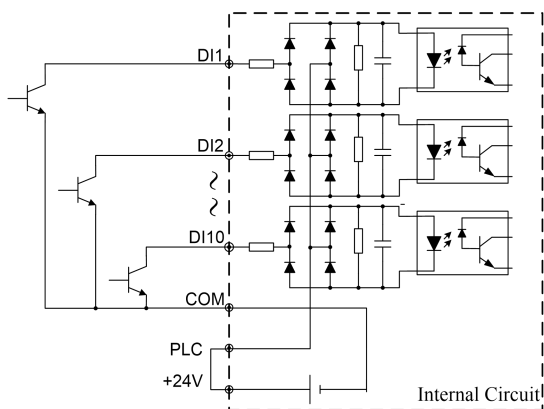 DI1
DI2
~
~
DI10
COM
PLC
+24V
Internal Circuit